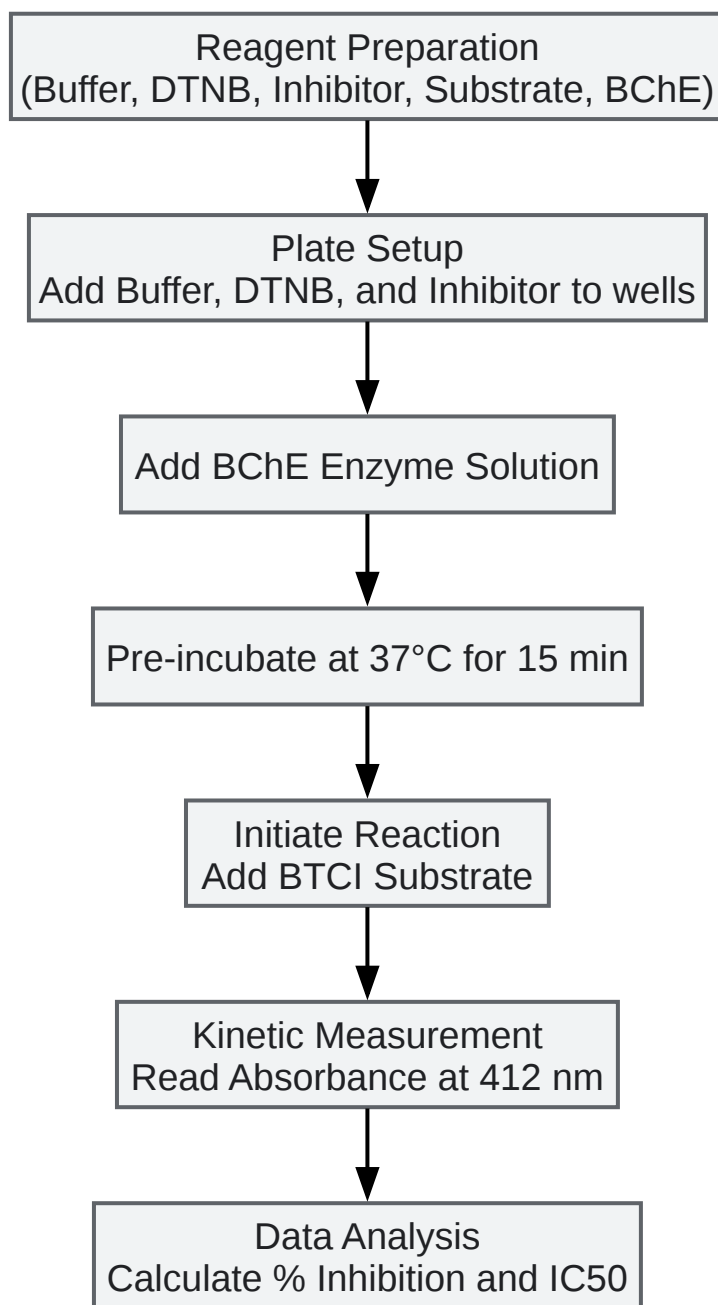 Reagent Preparation
(Buffer, DTNB, Inhibitor, Substrate, BChE)
Plate Setup
Add Buffer, DTNB, and Inhibitor to wells
Add BChE Enzyme Solution
Pre-incubate at 37°C for 15 min
Initiate Reaction
Add BTCI Substrate
Kinetic Measurement
Read Absorbance at 412 nm
Data Analysis
Calculate % Inhibition and IC50